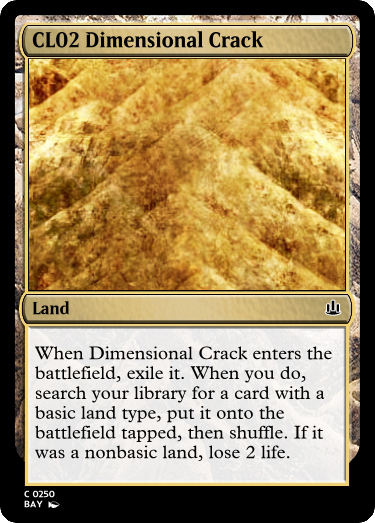 CL02 Dimensional Crack
Land
When Dimensional Crack enters the
battlefield, exile it. When you do,
search your library for a card with a
basic land type, put it onto the
battlefield tapped, then shuffle. If it
was a nonbasic land, lose 2 life.
C 0250
BAY